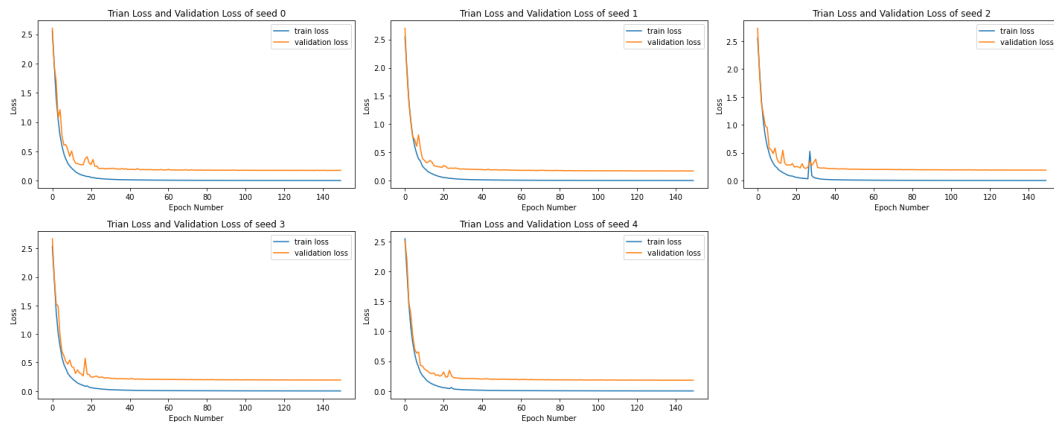 Trian Loss and Validation Loss of seed 0
train loss
validation loss
2.5
2.0
1.5
1.0
0.5
0.0
Loss
0 20 40 60 80 100 120 140
Epoch Number
Trian Loss and Validation Loss of seed 1
train loss
validation loss
2.5
2.0
1.5
1.0
0.5
0.0
Loss
0 20 40 60 80 100 120 140
Epoch Number
Trian Loss and Validation Loss of seed 2
train loss
validation loss
2.5
2.0
1.5
1.0
0.5
0.0
Loss
0 20 40 60 80 100 120 140
Epoch Number
Trian Loss and Validation Loss of seed 3
train loss
validation loss
2.5
2.0
1.5
1.0
0.5
0.0
Loss
0 20 40 60 80 100 120 140
Epoch Number
Trian Loss and Validation Loss of seed 4
train loss
validation loss
2.5
2.0
1.5
1.0
0.5
0.0
Loss
0 20 40 60 80 100 120 140
Epoch Number